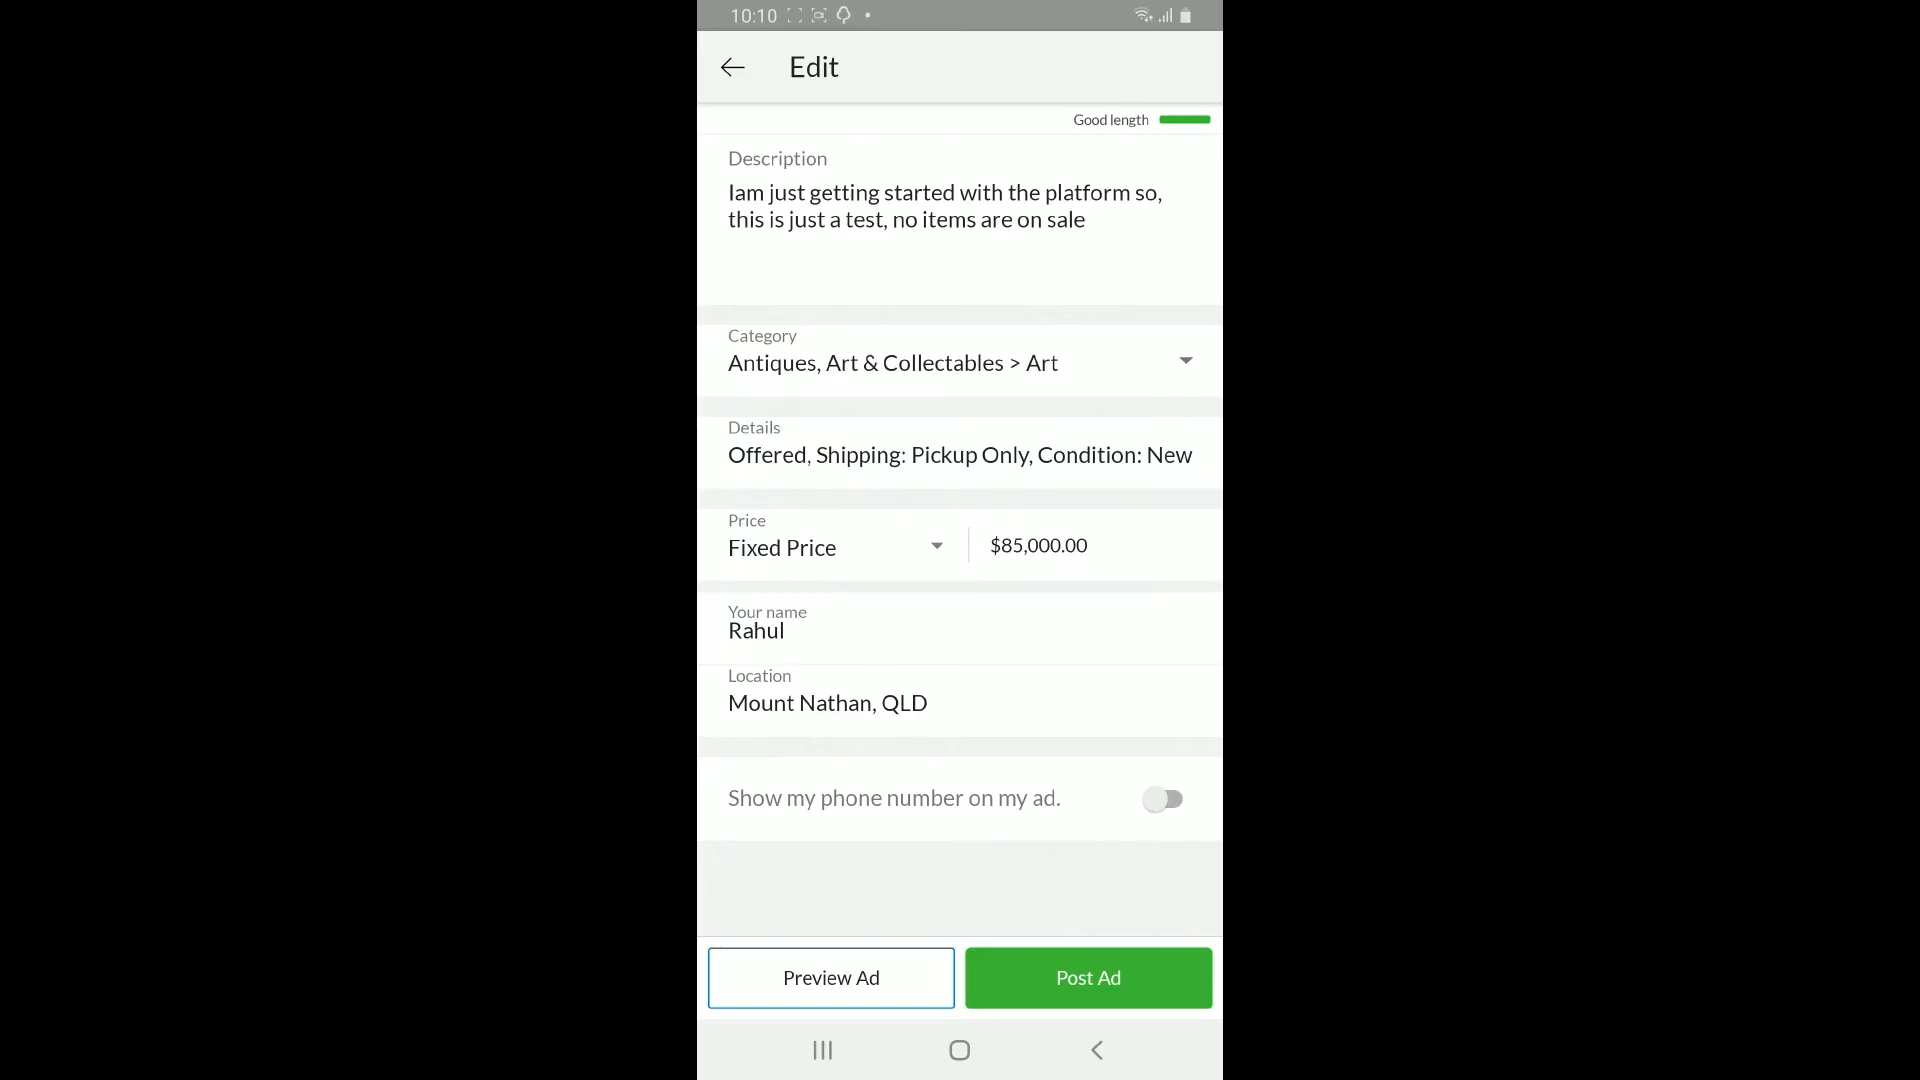 10:10
Edit
Good length
Description
Iam just getting started with the platform so,
this is just a test, no items are on sale
Category
Antiques, Art & Collectables > Art
Details
Offered, Shipping: Pickup Only, Condition: New
Price
Fixed Price
$85,000.00
Your name
Rahul
Location
Mount Nathan, QLD
Show my phone number on my ad.
Preview Ad
Post Ad